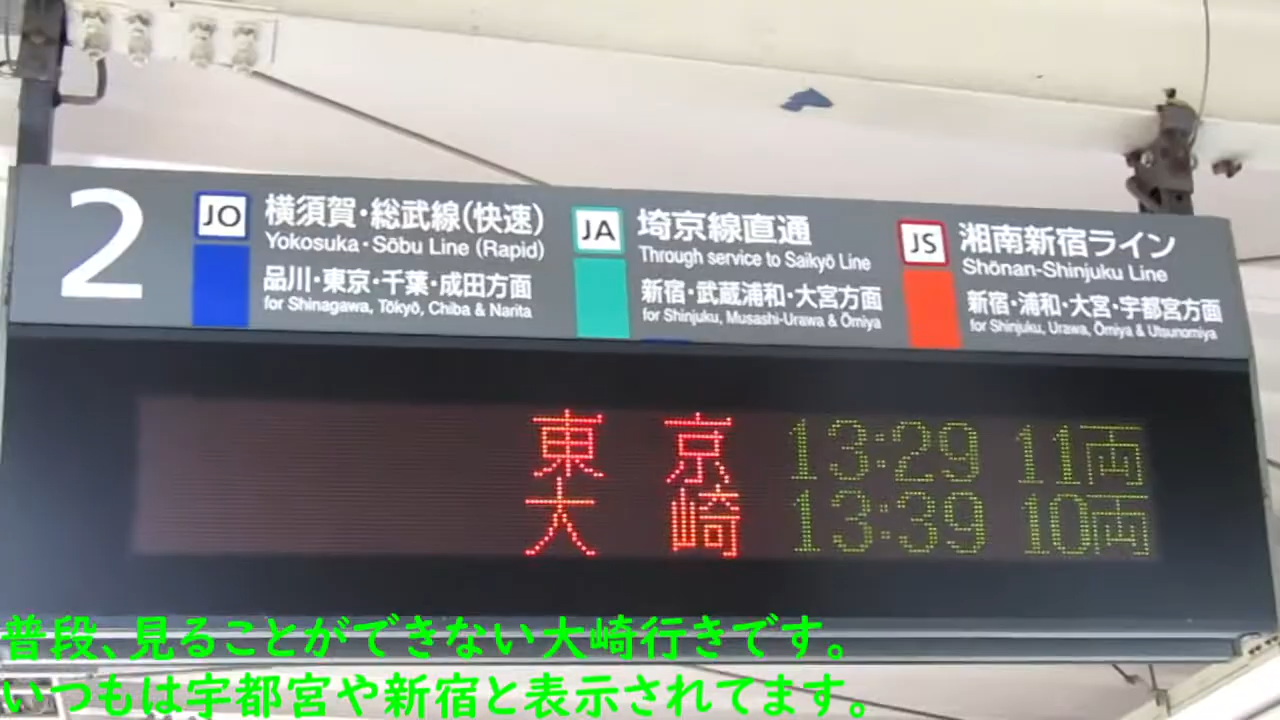 2
JO 横須賀・総武線(快速)
Yokosuka・Sōbu Line (Rapid)
品川・東京・千葉・成田方面
for Shinagawa, Tōkyō, Chiba & Narita
JA 埼京線直通
Through service to Saikyō Line
新宿・武蔵浦和・大宮方面
for Shinjuku, Musashi-Urawa & Ōmiya
JS 湘南新宿ライン
Shōnan-Shinjuku Line
新宿・浦和・大宮・宇都宮方面
for Shinjuku, Urawa, Ōmiya & Utsunomiya
東京 13:29 11両
大崎 13:39 10両
普段、見ることができない大崎行きです。
いつもは宇都宮や新宿と表示されてます。